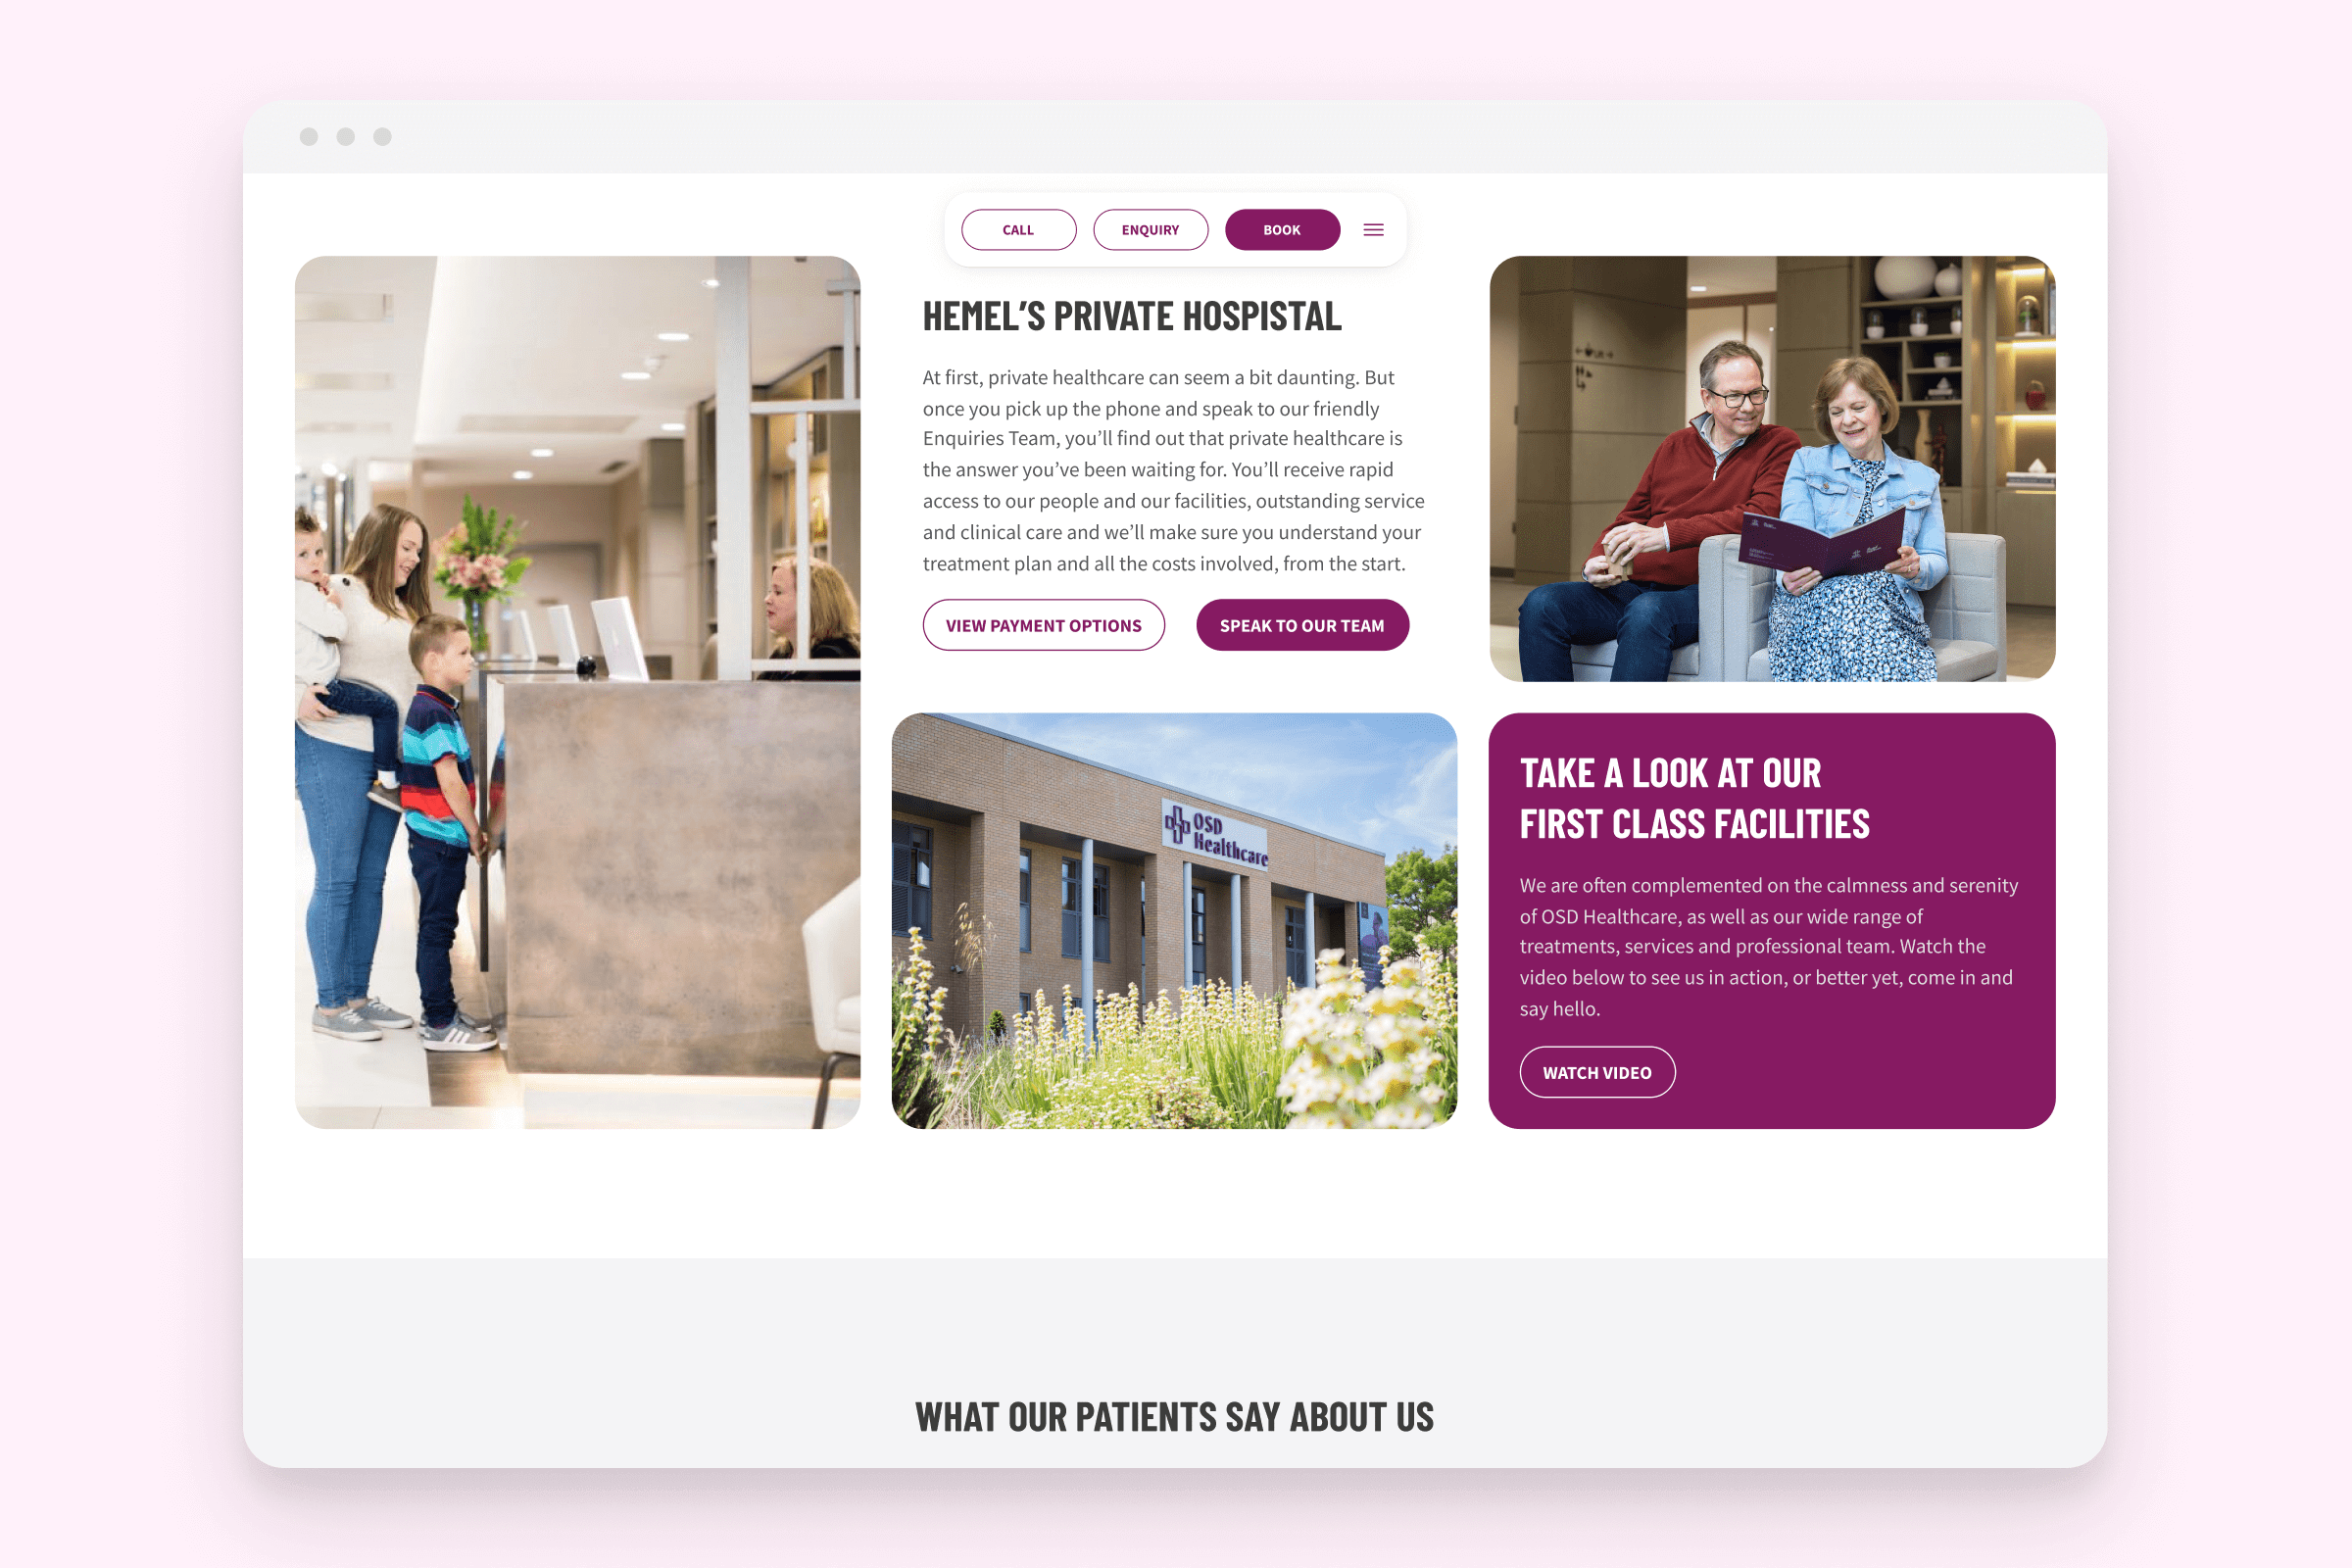 CALL
ENQUIRY
BOOK
HEMEL’S PRIVATE HOSPISTAL
At first, private healthcare can seem a bit daunting. But
once you pick up the phone and speak to our friendly
Enquiries Team, you’ll find out that private healthcare is
the answer you’ve been waiting for. You’ll receive rapid
access to our people and our facilities, outstanding service
and clinical care and we’ll make sure you understand your
treatment plan and all the costs involved, from the start.
VIEW PAYMENT OPTIONS
SPEAK TO OUR TEAM
OSD
Healthcare
TAKE A LOOK AT OUR
FIRST CLASS FACILITIES
We are often complemented on the calmness and serenity
of OSD Healthcare, as well as our wide range of
treatments, services and professional team. Watch the
video below to see us in action, or better yet, come in and
say hello.
WATCH VIDEO
WHAT OUR PATIENTS SAY ABOUT US